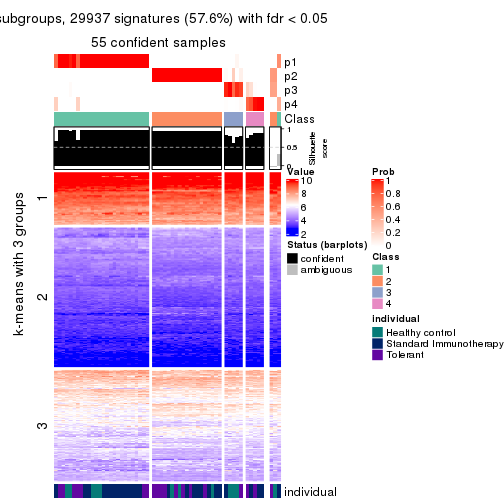 subgroups, 29937 signatures (57.6%) with fdr < 0.05
55 confident samples
p1
p2
p3
p4
Class
1
0.5
0
Silhouette
score
k-means with 3 groups
1
2
3
individual
Value
10
8
6
4
2
Status (barplots)
confident
ambiguous
Prob
1
0.8
0.6
0.4
0.2
0
Class
1
2
3
4
individual
Healthy control
Standard Immunotherapy
Tolerant